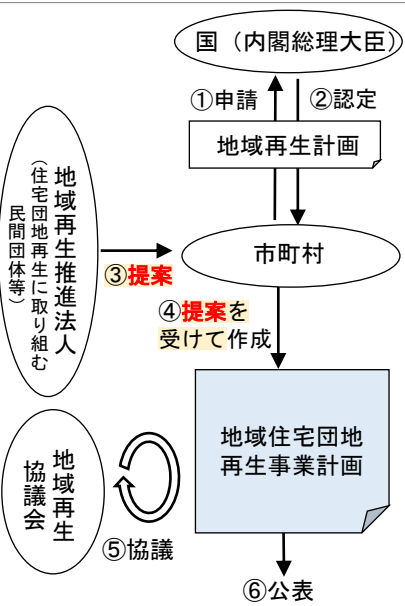 国（内閣総理大臣）
①申請
②認定
地域再生計画
地域再生推進法人
（住宅団地再生に取り組む
民間団体等）
市町村
③提案
④提案を
受けて作成
地域住宅団地
再生事業計画
地域再生
協議会
⑤協議
⑥公表